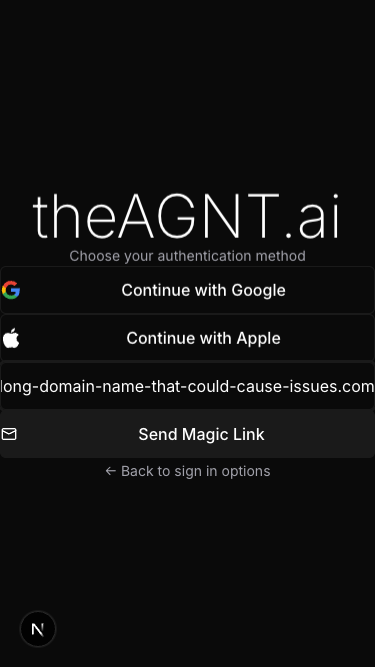 theAGNT.ai
Choose your authentication method
Continue with Google
Continue with Apple
long-domain-name-that-could-cause-issues.com
Send Magic Link
← Back to sign in options
N